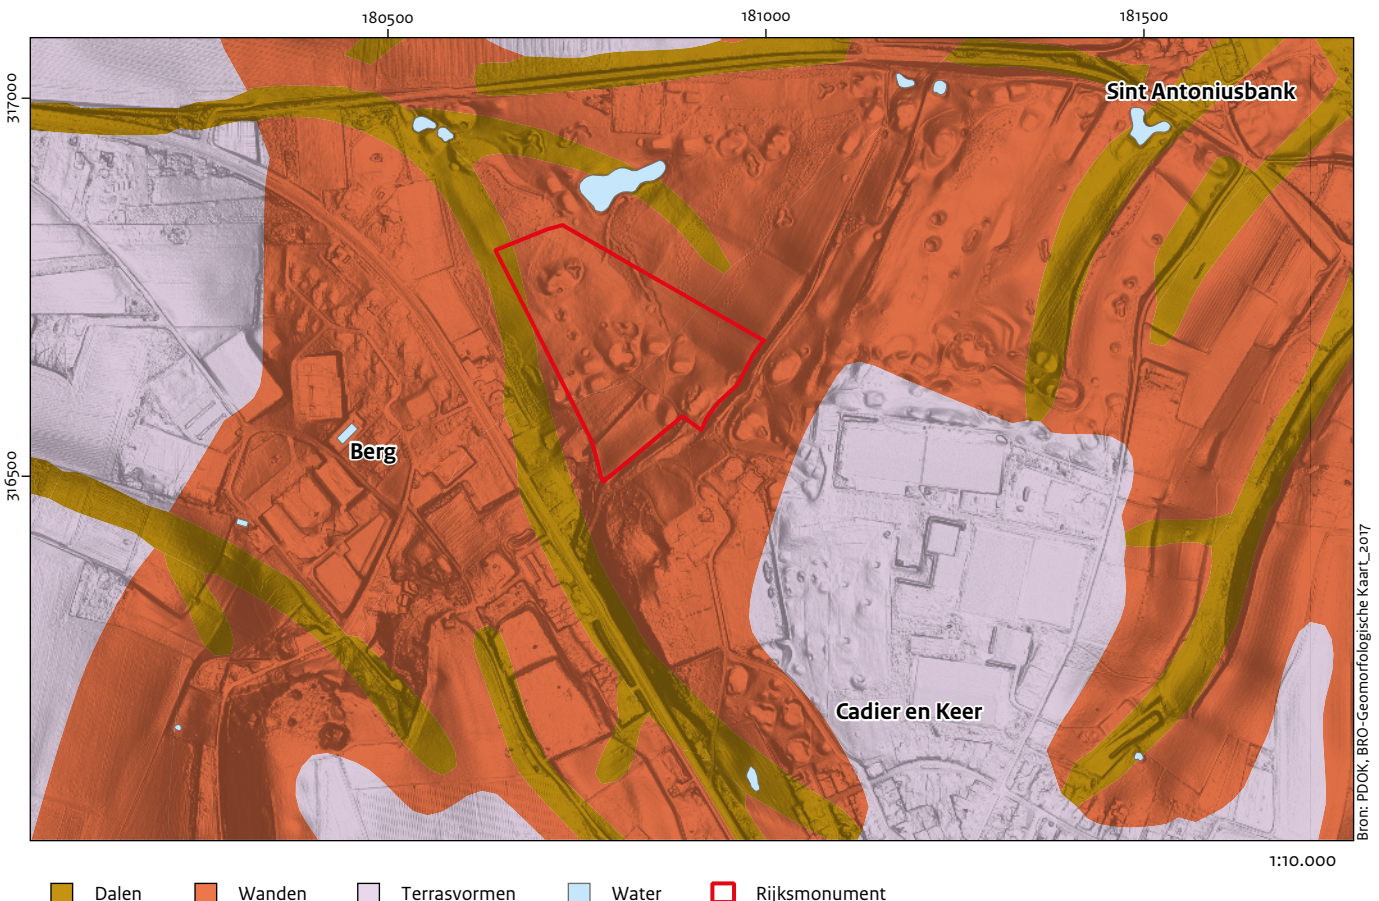 180500 181000 181500
317000
Sint Antoniusbank
Berg
316500
Cadier en Keer
Bron: PDOK, BRO-Geomorfologische Kaart_2017
1:10.000
Dalen Wanden Terrasvormen Water Rijksmonument